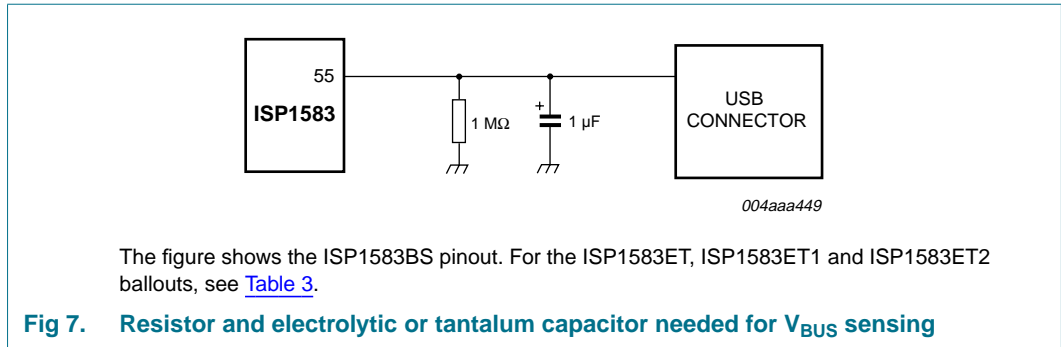 55
ISP1583
1 MΩ
+
1 μF
USB
CONNECTOR
004aaa449
The figure shows the ISP1583BS pinout. For the ISP1583ET, ISP1583ET1 and ISP1583ET2
ballouts, see Table 3.
Fig 7. Resistor and electrolytic or tantalum capacitor needed for VBUS sensing